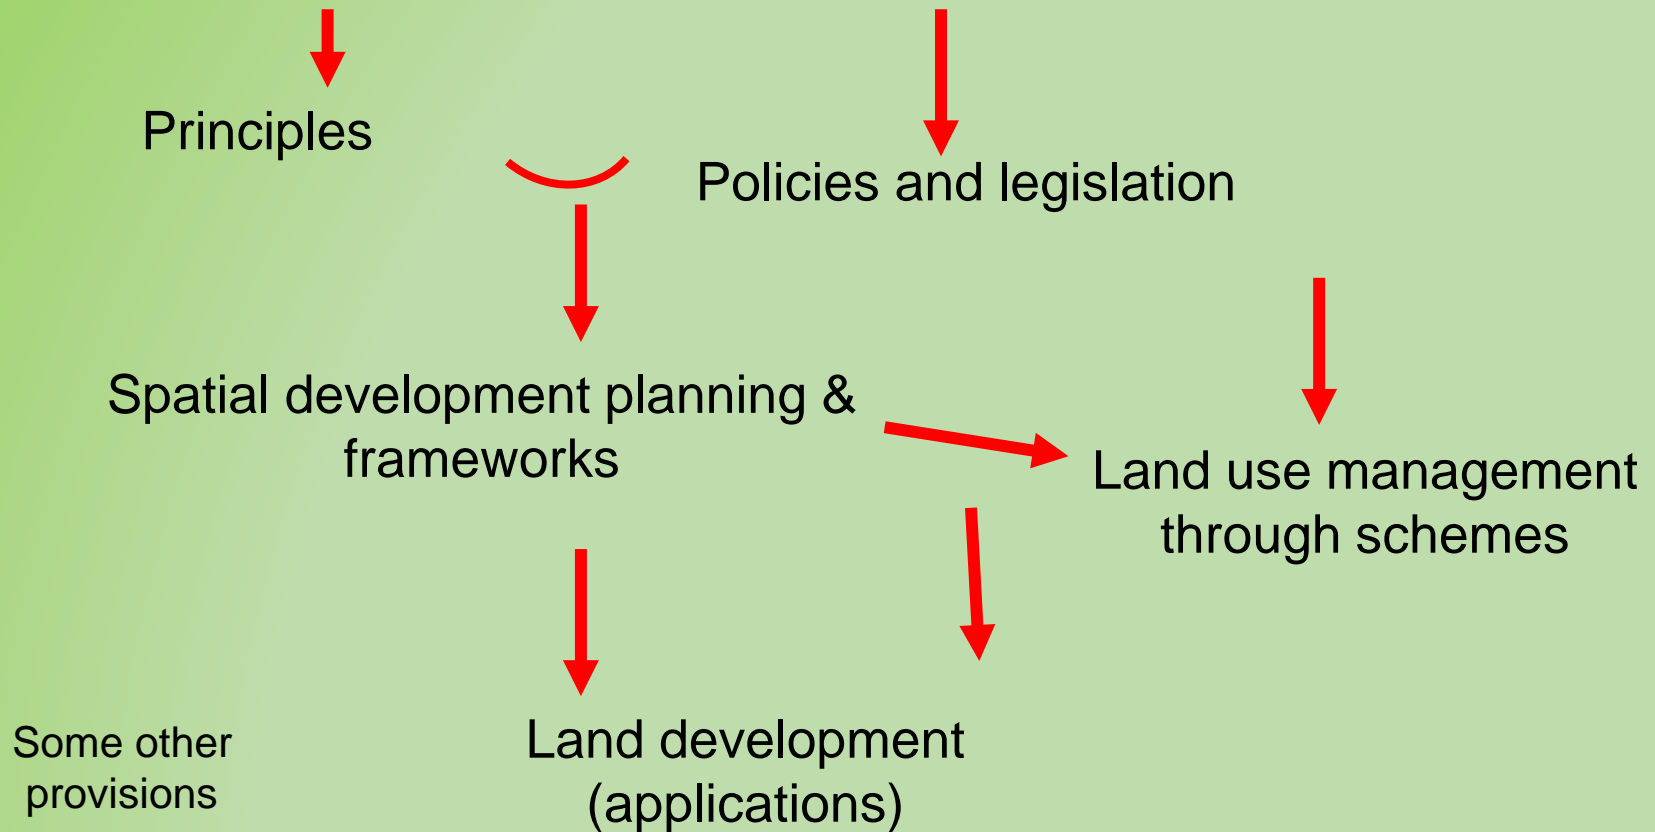 Principles
Policies and legislation
Spatial development planning &
frameworks
Land use management
through schemes
Some other
provisions
Land development
(applications)